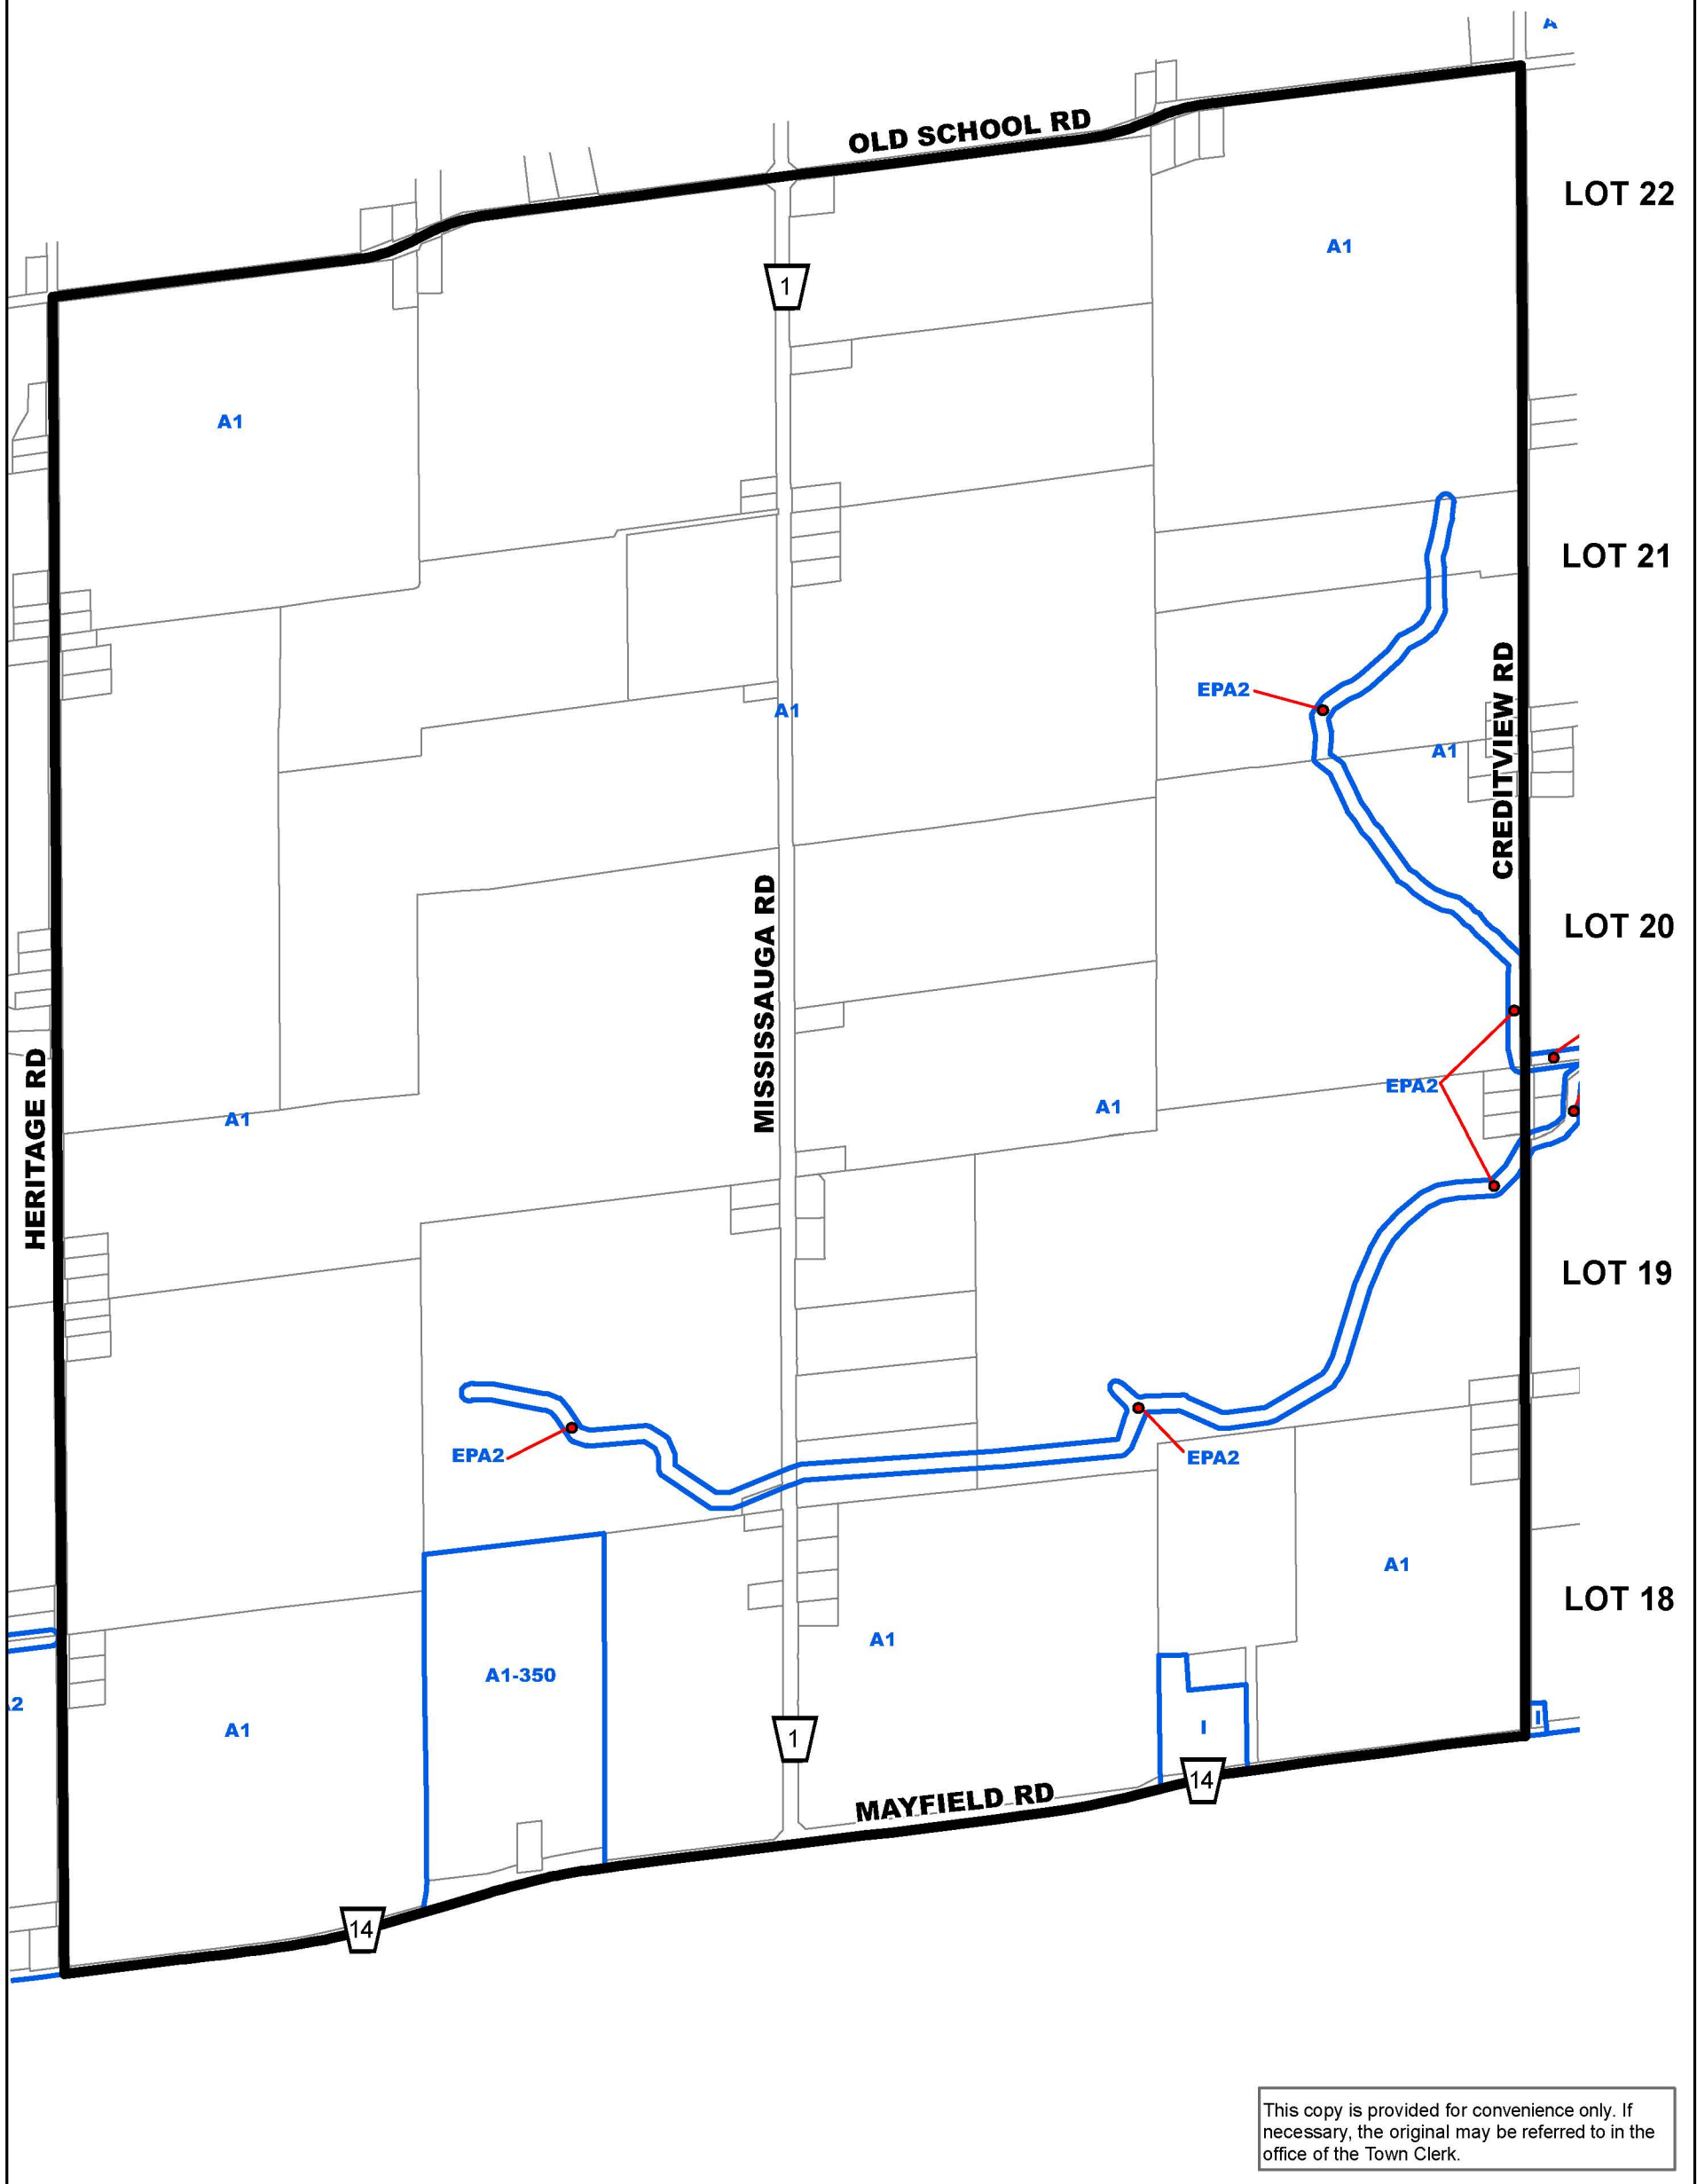 A
OLD SCHOOL RD
LOT 22
A1
1
A1
LOT 21
EPA2
CREDITVIEW RD
A1
A1
LOT 20
MISSISSAUGA RD
HERITAGE RD
EPA2
A1
A1
LOT 19
EPA2
EPA2
A1
LOT 18
A1
A1-350
2
A1
I
I
1
14
MAYFIELD RD
14
This copy is provided for convenience only. If
necessary, the original may be referred to in the
office of the Town Clerk.